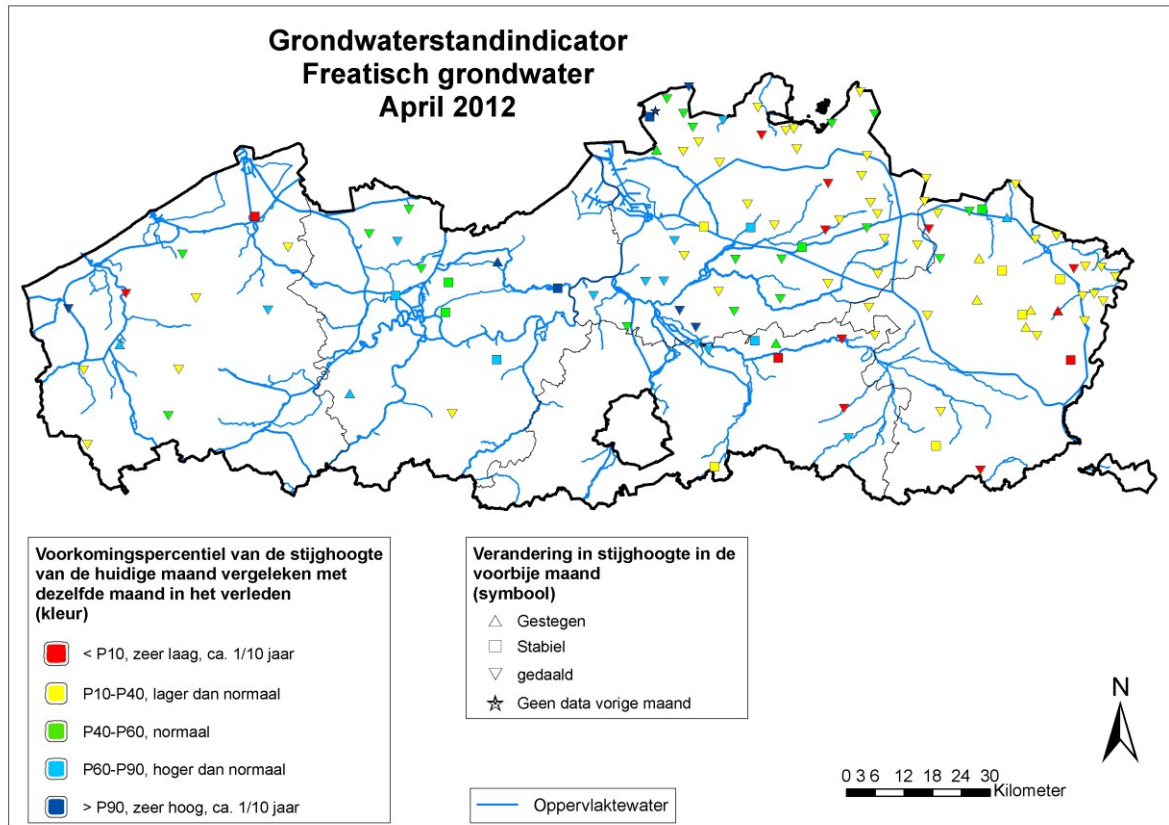 Grondwaterstandindicator
Freatisch grondwater
April 2012
Voorkomingspercentiel van de stijghoogte
van de huidige maand vergeleken met
dezelfde maand in het verleden
(kleur)
< P10, zeer laag, ca. 1/10 jaar
P10-P40, lager dan normaal
P40-P60, normaal
P60-P90, hoger dan normaal
> P90, zeer hoog, ca. 1/10 jaar
Verandering in stijghoogte in de
voorbije maand
(symbool)
Gestegen
Stabiel
gedaald
Geen data vorige maand
Oppervlaktewater
N
0 3 6 12 18 24 30
Kilometer